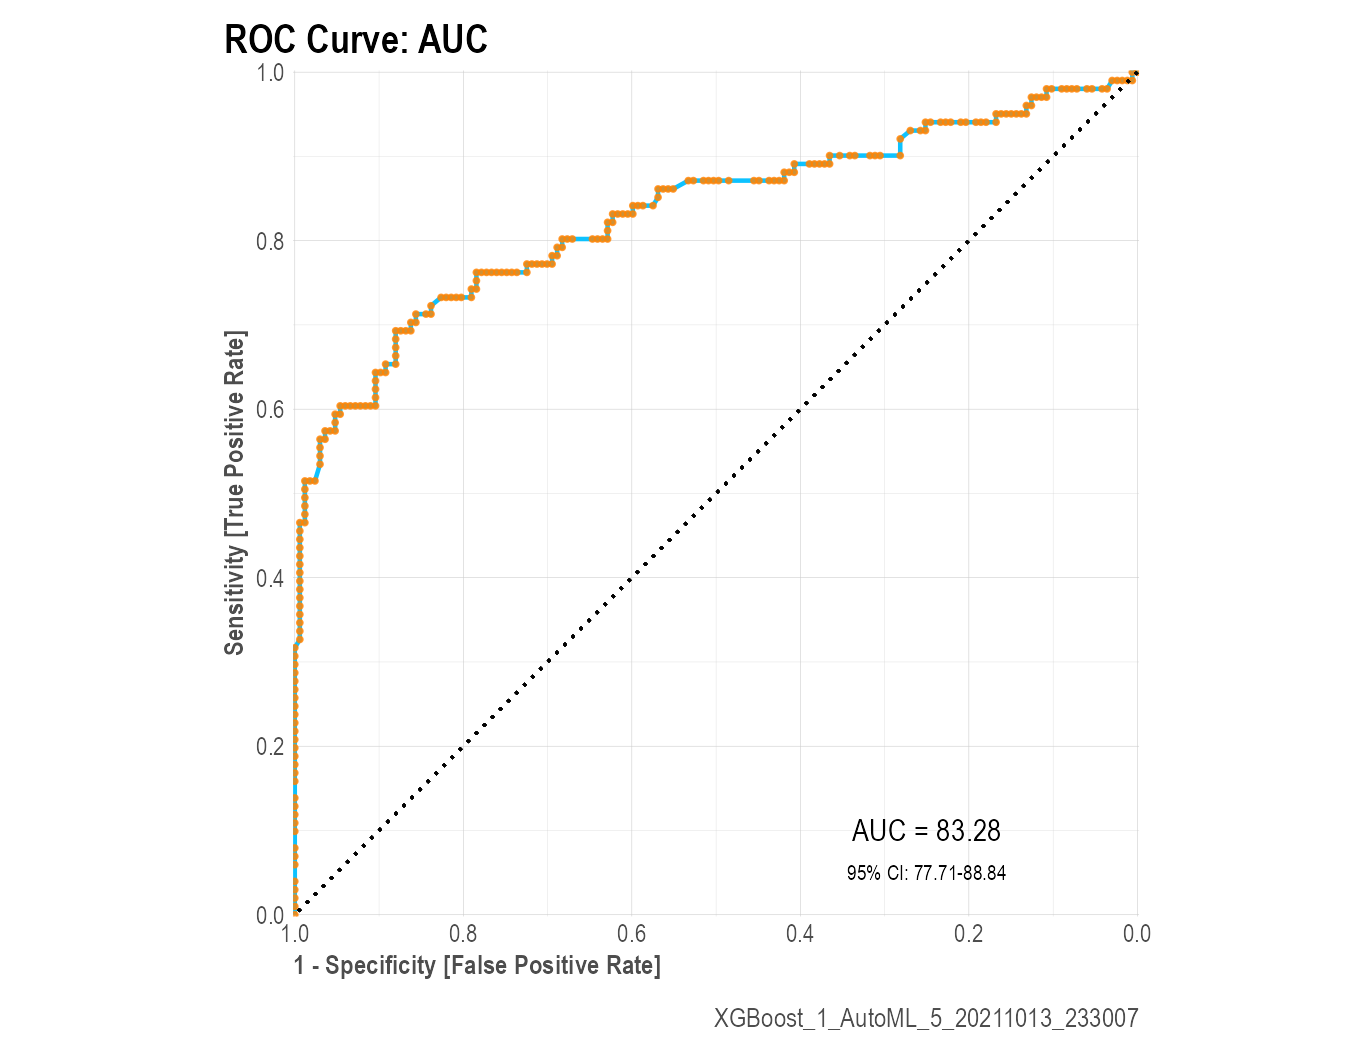 ROC Curve: AUC
1.0
0.8
0.6
0.4
0.2
0.0
Sensitivity [True Positive Rate]
AUC = 83.28
95% CI: 77.71-88.84
1.0 0.8 0.6 0.4 0.2 0.0
1 - Specificity [False Positive Rate]
XGBoost_1_AutoML_5_20211013_233007